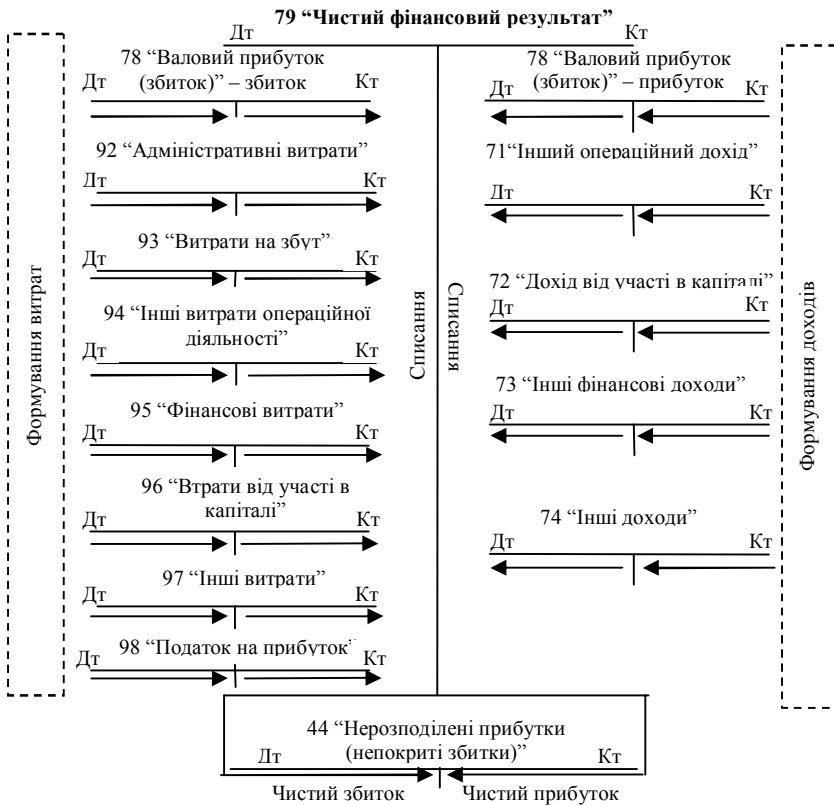 79 “Чистий фінансовий результат”
Дт Кт
78 “Валовий прибуток
(збиток)” – збиток
Дт Кт
92 “Адміністративні витрати”
Дт Кт
93 “Витрати на збут”
Дт Кт
94 “Інші витрати операційної
діяльності”
Дт Кт
95 “Фінансові витрати”
Дт Кт
96 “Втрати від участі в
капіталі”
Дт Кт
97 “Інші витрати”
Дт Кт
98 “Податок на прибуток”
Дт Кт
Формування витрат
Списання
Списання
78 “Валовий прибуток
(збиток)” – прибуток
Дт Кт
71“Інший операційний дохід”
Дт Кт
72 “Дохід від участі в капіталі”
Дт Кт
73 “Інші фінансові доходи”
Дт Кт
74 “Інші доходи”
Дт Кт
Формування доходів
44 “Нерозподілені прибутки
(непокриті збитки)”
Дт Кт
Чистий збиток Чистий прибуток